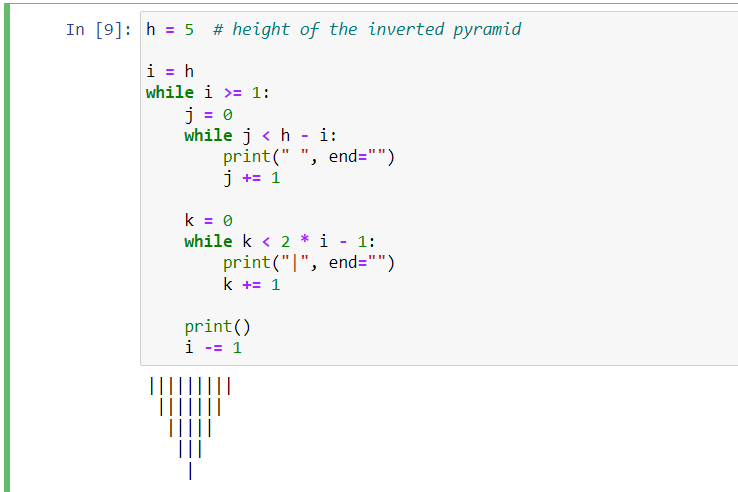 In [9]: h = 5  # height of the inverted pyramid

i = h
while i >= 1:
    j = 0
    while j < h - i:
        print(" ", end="")
        j += 1

    k = 0
    while k < 2 * i - 1:
        print("|", end="")
        k += 1

    print()
    i -= 1

|||||||||
 |||||||
  |||||
   |||
    |